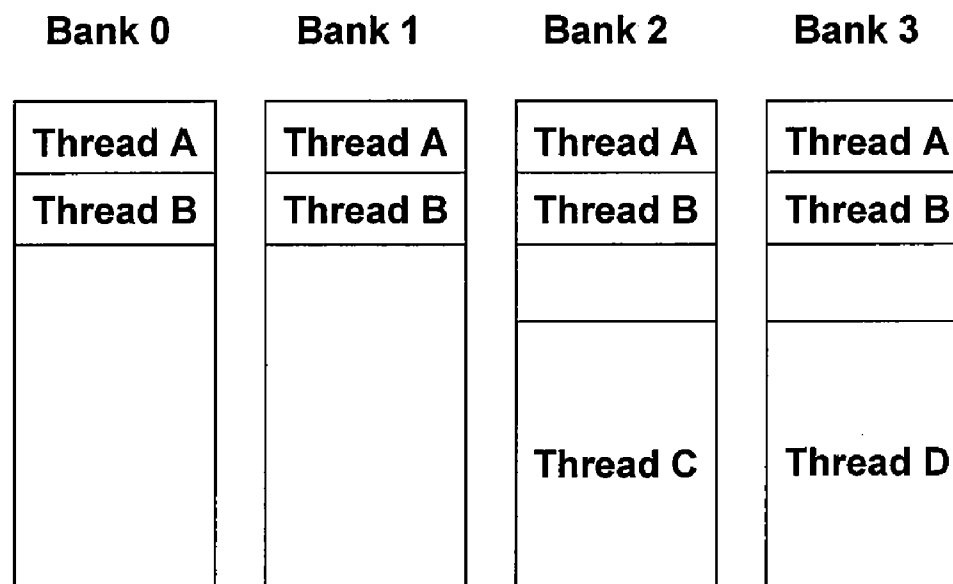 Bank 0 Bank 1 Bank 2 Bank 3
Thread A Thread A Thread A Thread A
Thread B Thread B Thread B Thread B
Thread C Thread D